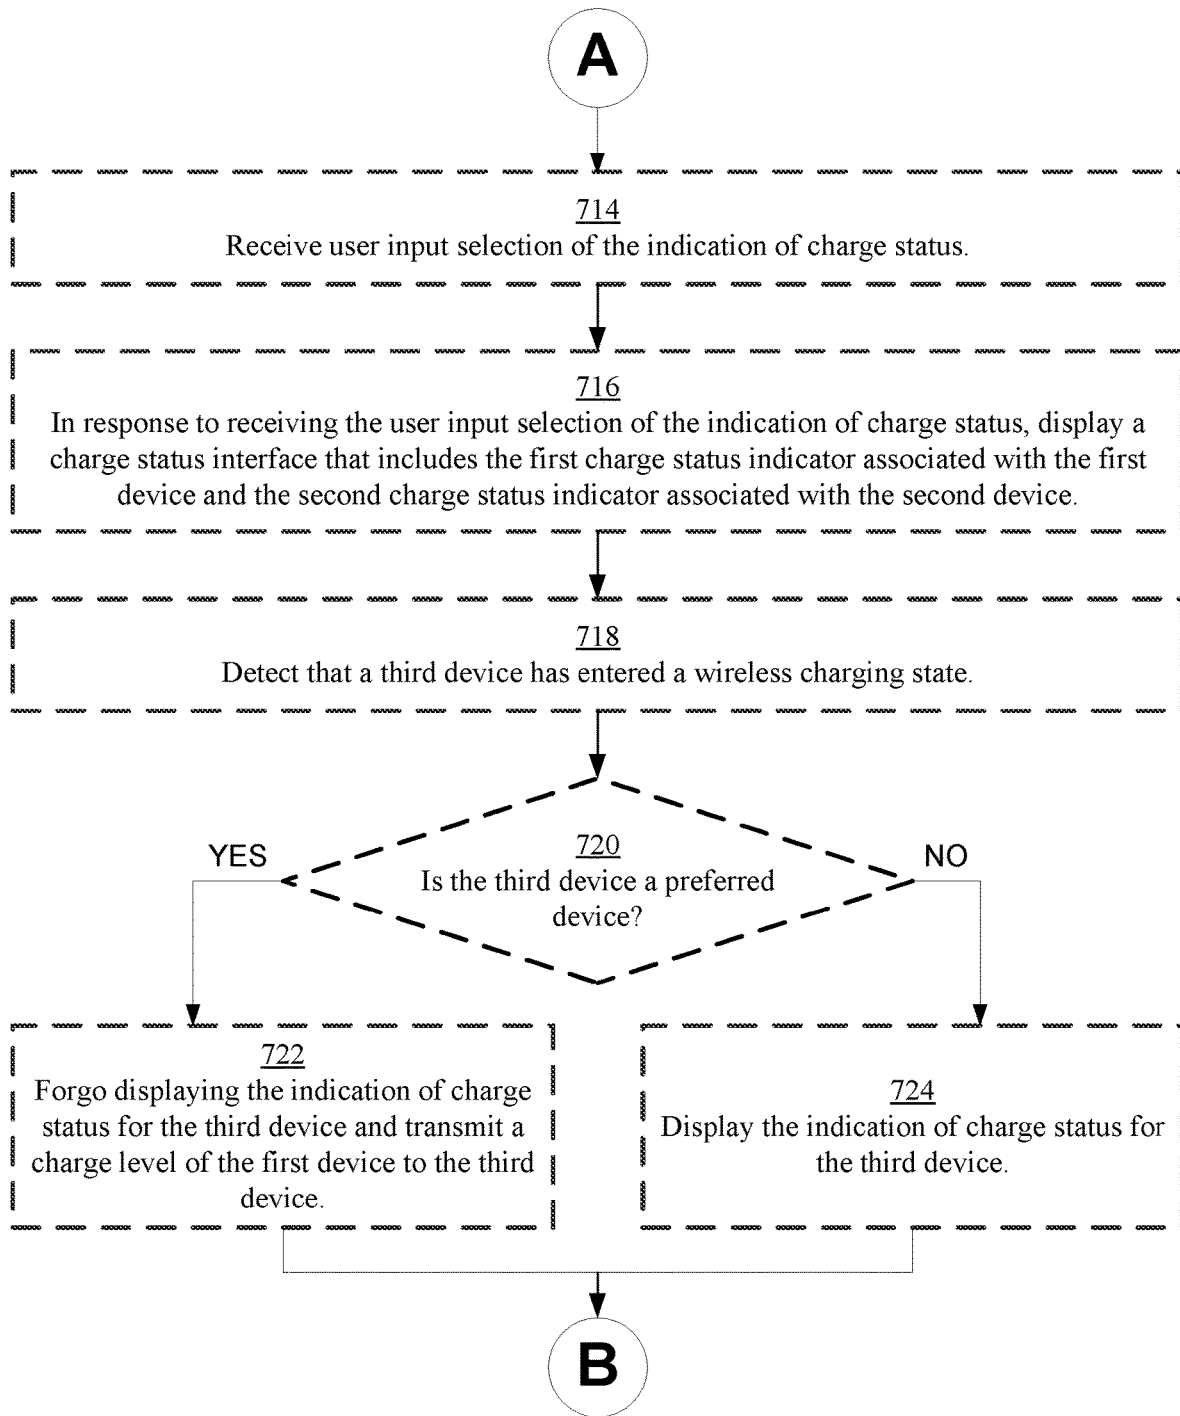 A
714
Receive user input selection of the indication of charge status.
716
In response to receiving the user input selection of the indication of charge status, display a
charge status interface that includes the first charge status indicator associated with the first
device and the second charge status indicator associated with the second device.
718
Detect that a third device has entered a wireless charging state.
720
Is the third device a preferred
device?
YES
NO
722
Forgo displaying the indication of charge
status for the third device and transmit a
charge level of the first device to the third
device.
724
Display the indication of charge status for
the third device.
B